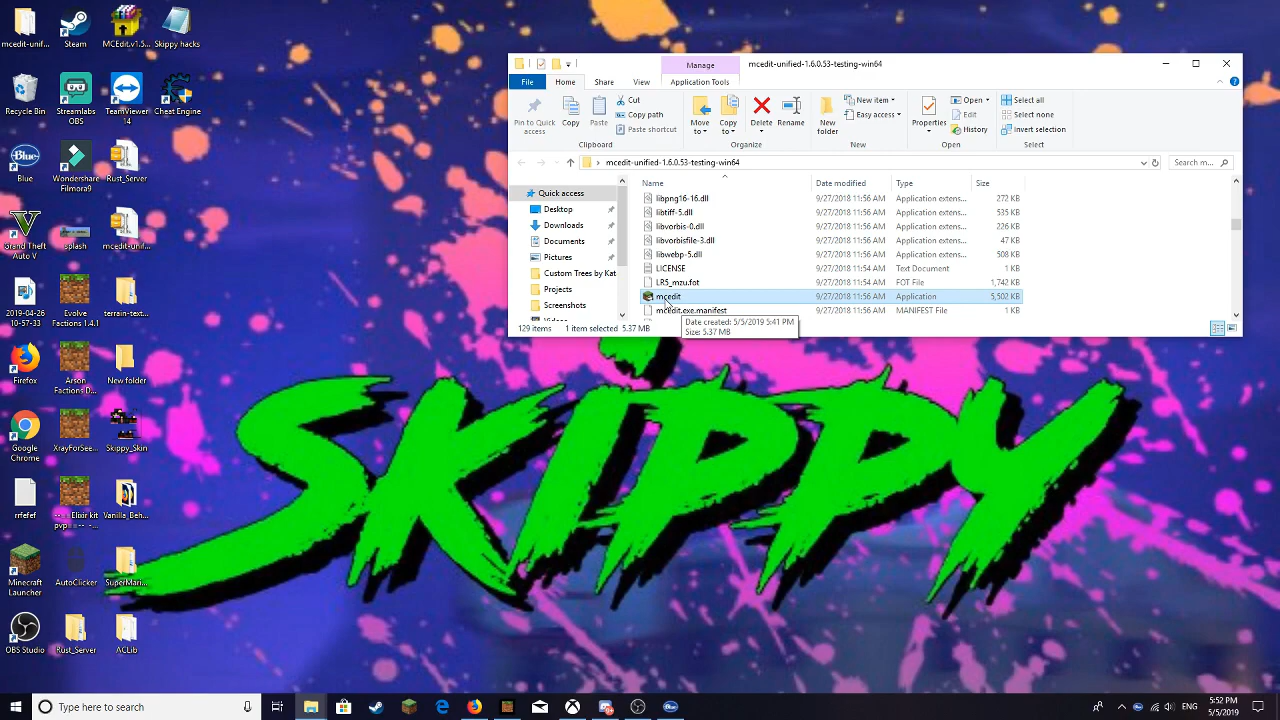 mcedit-unif...
Steam
MCEdit.v1.5...
Skippy hacks
Recycle Bin
Streamlabs OBS
TeamViewer 14
Cheat Engine
Blue
Wondershare Filmora9
Rust_Server
Grand Theft Auto V
splash
mcedit-unif...
2019-04-26 10-57-33
Evolve Factions 1.4.1
terrain-text...
Firefox
Arson Factions D...
New folder
Google Chrome
XrayForSee...
Skippy_Skin
rrfefef
Elixir kit pvp
Vanilla_Beh...
Minecraft Launcher
AutoClicker
SuperMari...
OBS Studio
Rust_Server
ACLib
Manage
mcedit-unified-1.6.0.53-testing-win64
File
Home
Share
View
Application Tools
Pin to Quick access
Copy
Paste
Cut
Copy path
Paste shortcut
Clipboard
Move to
Copy to
Delete
Rename
Organize
New folder
New item
Easy access
New
Properties
Open
Edit
History
Open
Select all
Select none
Invert selection
Select
mcedit-unified-1.6.0.53-testing-win64
Search m...
Quick access
Desktop
Downloads
Documents
Pictures
Custom Trees by Kat
Projects
Screenshots
Name Date modified Type Size
libpng16-16.dll 9/27/2018 11:56 AM Application extens... 272 KB
libtiff-5.dll 9/27/2018 11:56 AM Application extens... 535 KB
libvorbis-0.dll 9/27/2018 11:56 AM Application extens... 226 KB
libvorbisfile-3.dll 9/27/2018 11:56 AM Application extens... 47 KB
libwebp-5.dll 9/27/2018 11:56 AM Application extens... 508 KB
LICENSE 9/27/2018 11:54 AM Text Document 1 KB
LR5_mzu.fot 9/27/2018 11:54 AM FOT File 1,742 KB
mcedit 9/27/2018 11:56 AM Application 5,502 KB
mcedit.exe.manifest 9/27/2018 11:56 AM MANIFEST File 1 KB
Date created: 5/5/2019 5:41 PM
Size: 5.37 MB
129 items 1 item selected 5.37 MB
SKIPPY
Type here to search
ENG
5:52 PM
5/5/2019